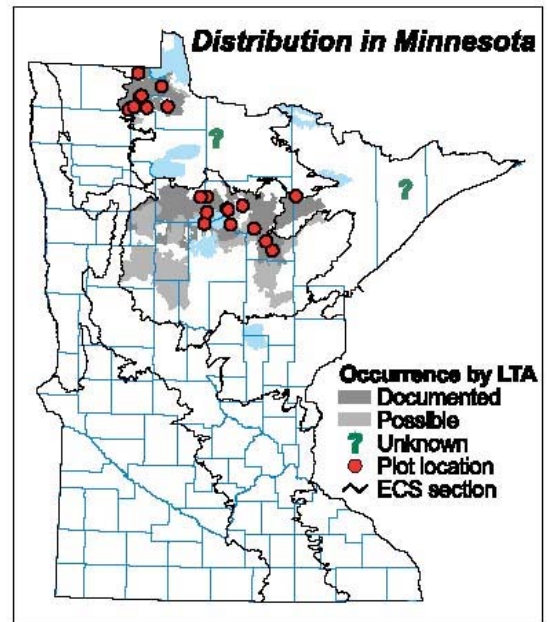 Distribution in Minnesota
?
?
Occurrence by LTA
Documented
Possible
? Unknown
Plot location
ECS section